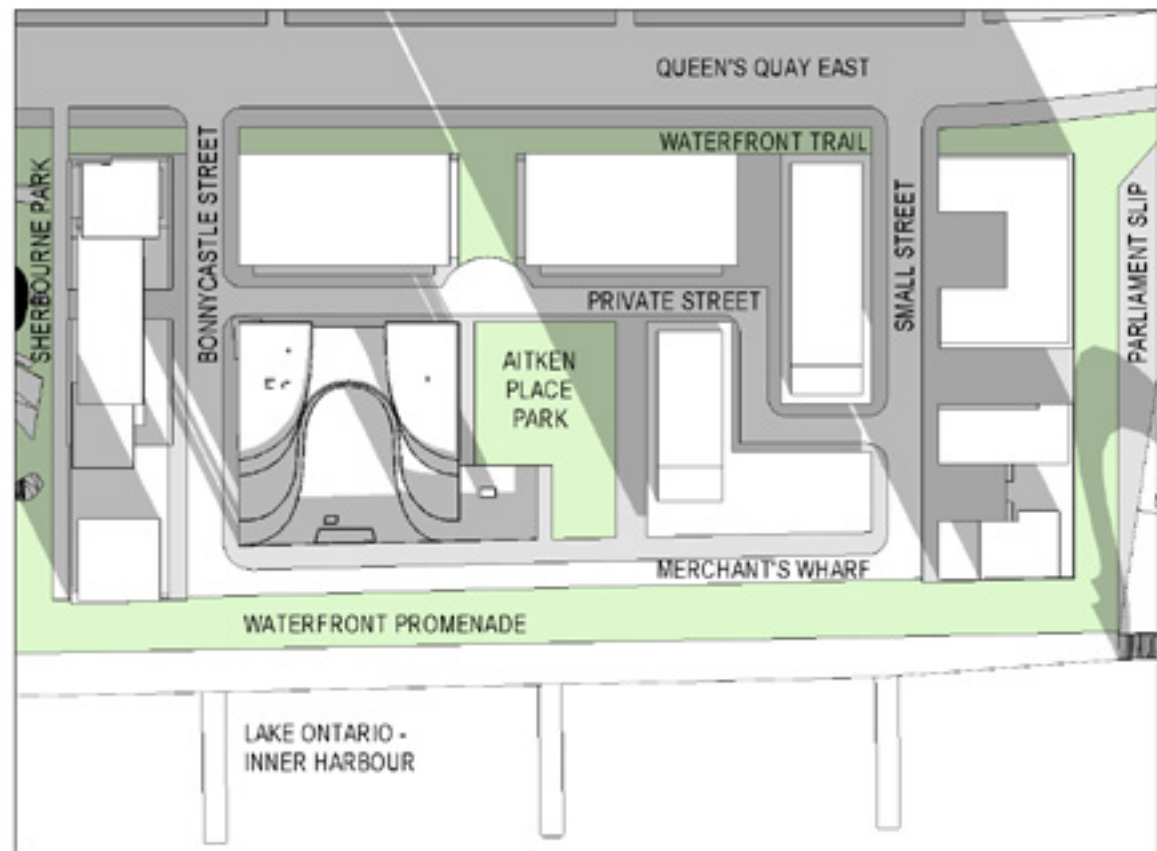 QUEEN'S QUAY EAST
WATERFRONT TRAIL
SHERBOURNE PARK
BONNYCASTLE STREET
SMALL STREET
PARLIAMENT SLIP
PRIVATE STREET
AITKEN
PLACE
PARK
MERCHANT'S WHARF
WATERFRONT PROMENADE
LAKE ONTARIO -
INNER HARBOUR